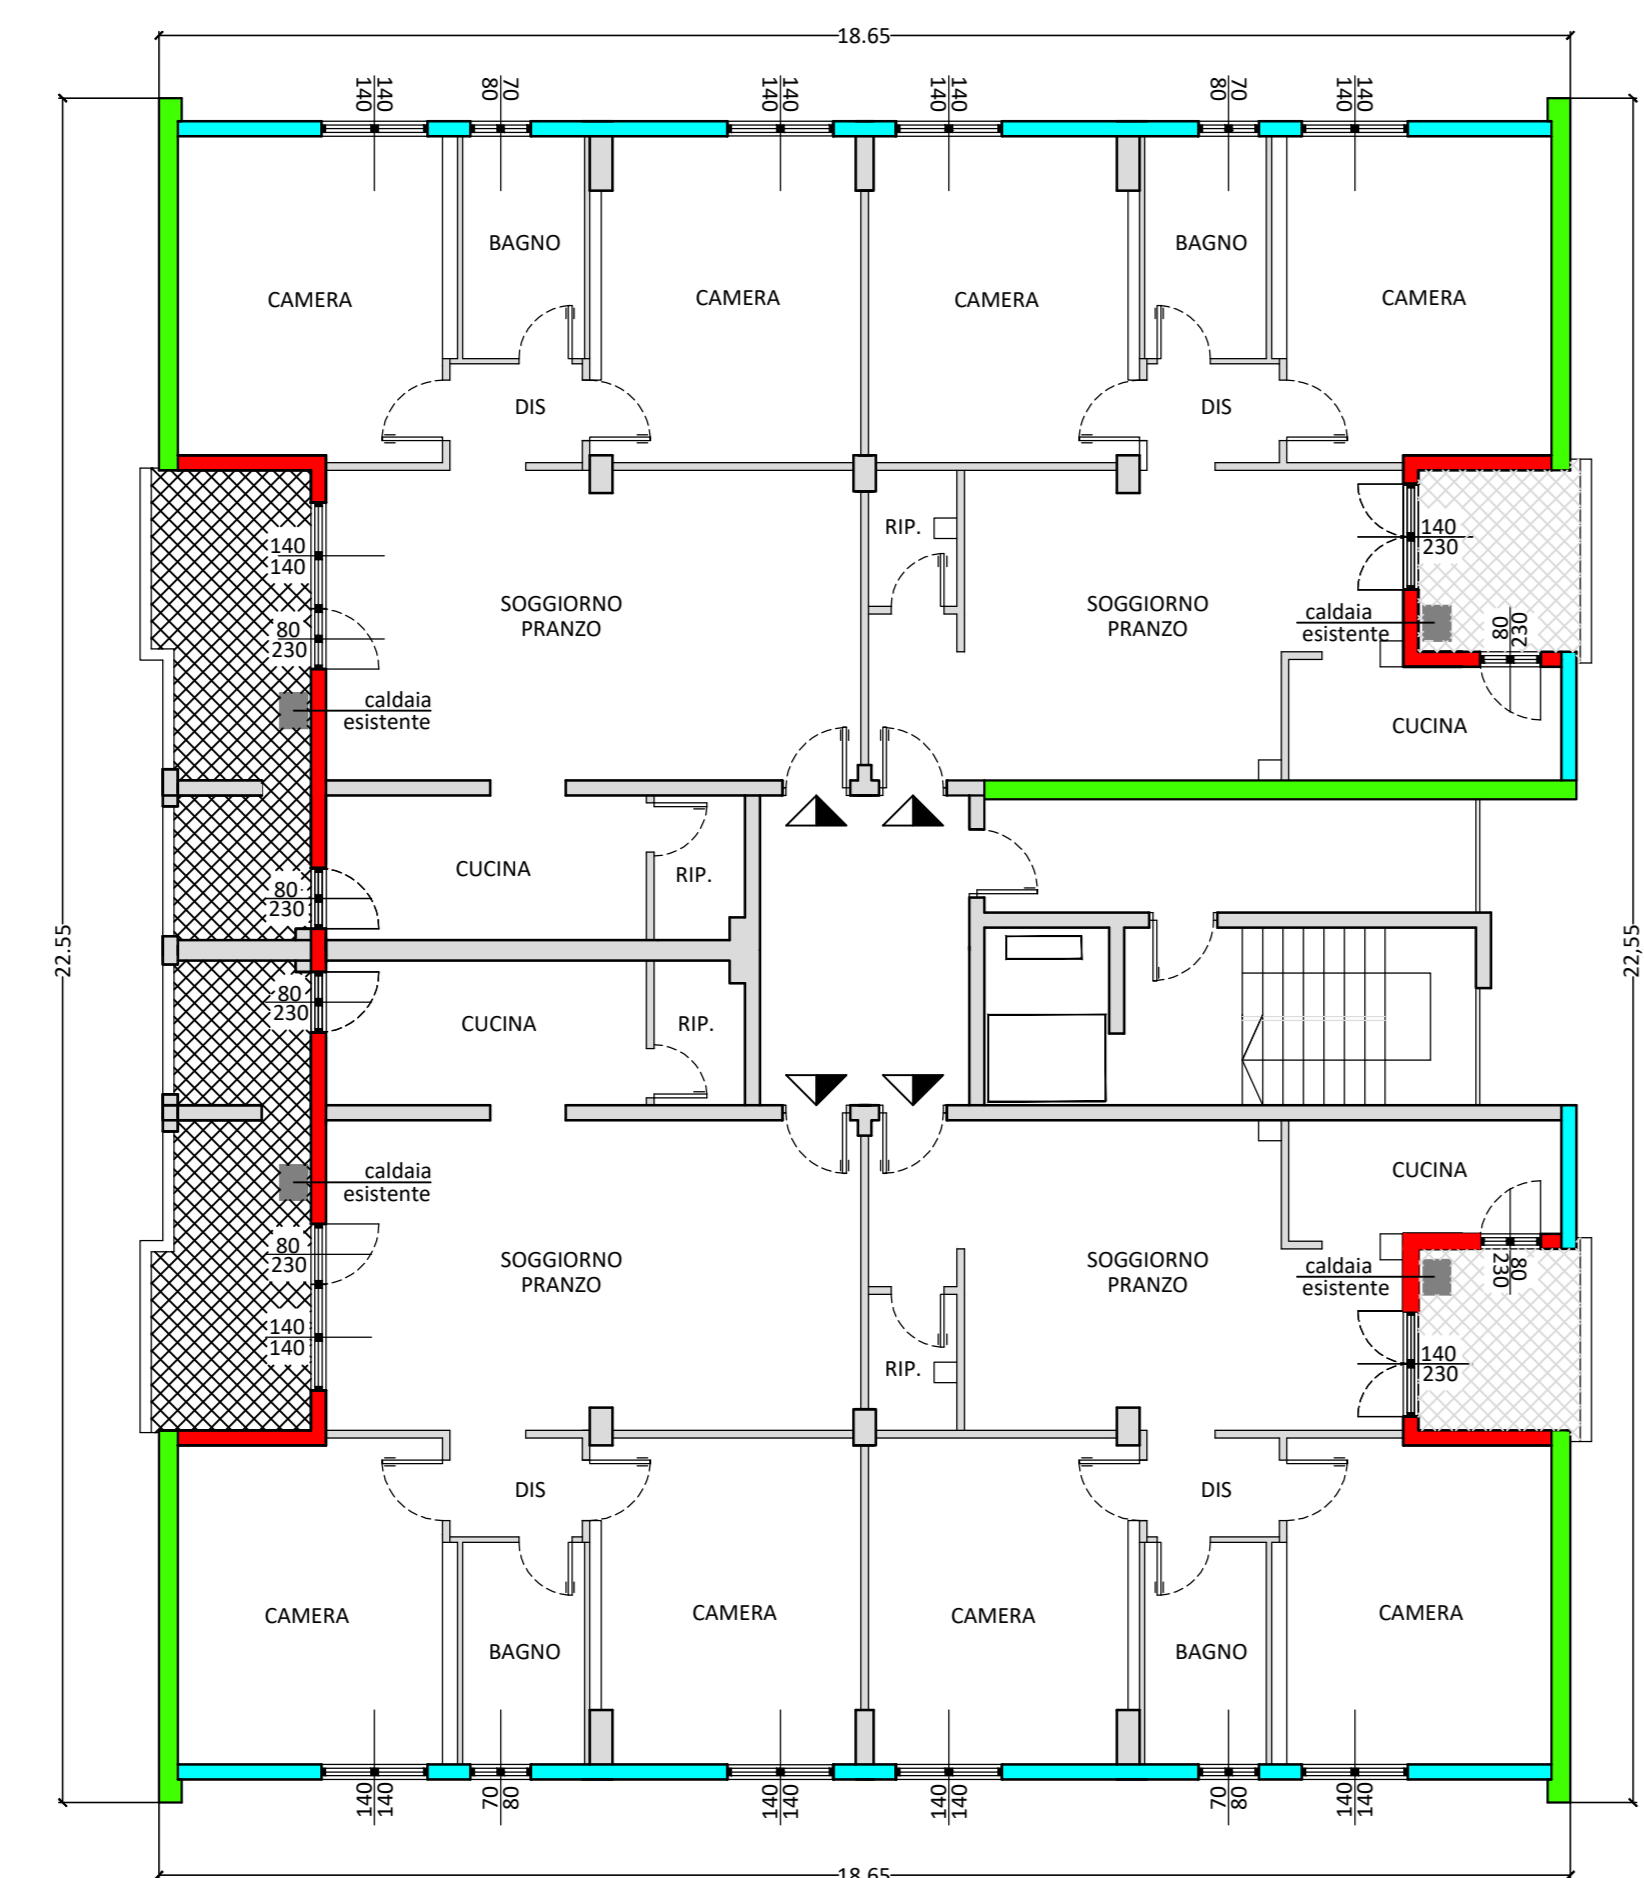 18.65
140
140
70
80
140
140
140
140
70
80
140
140
BAGNO
BAGNO
CAMERA
CAMERA
CAMERA
CAMERA
DIS
DIS
140
140
RIP.
140
230
SOGGIORNO
PRANZO
SOGGIORNO
PRANZO
caldaia
esistente
80
230
80
230
caldaia
esistente
CUCINA
80
230
CUCINA
RIP.
22.55
22,55
80
230
CUCINA
RIP.
caldaia
esistente
CUCINA
80
230
SOGGIORNO
PRANZO
SOGGIORNO
PRANZO
caldaia
esistente
80
230
140
140
RIP.
140
230
DIS
DIS
CAMERA
CAMERA
CAMERA
CAMERA
BAGNO
BAGNO
140
140
70
80
140
140
140
140
70
80
140
140
18.65